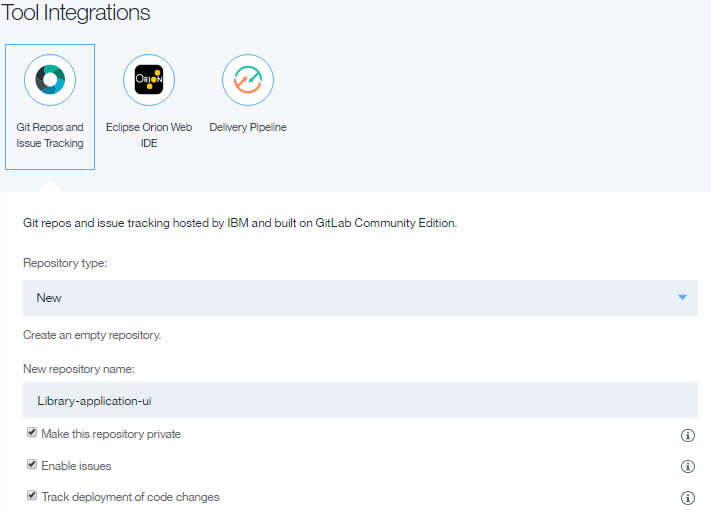 Tool Integrations
Git Repos and
Issue Tracking
ORION
Eclipse Orion Web
IDE
Delivery Pipeline
Git repos and issue tracking hosted by IBM and built on GitLab Community Edition.
Repository type:
New
Create an empty repository.
New repository name:
Library-application-ui
Make this repository private
Enable issues
Track deployment of code changes